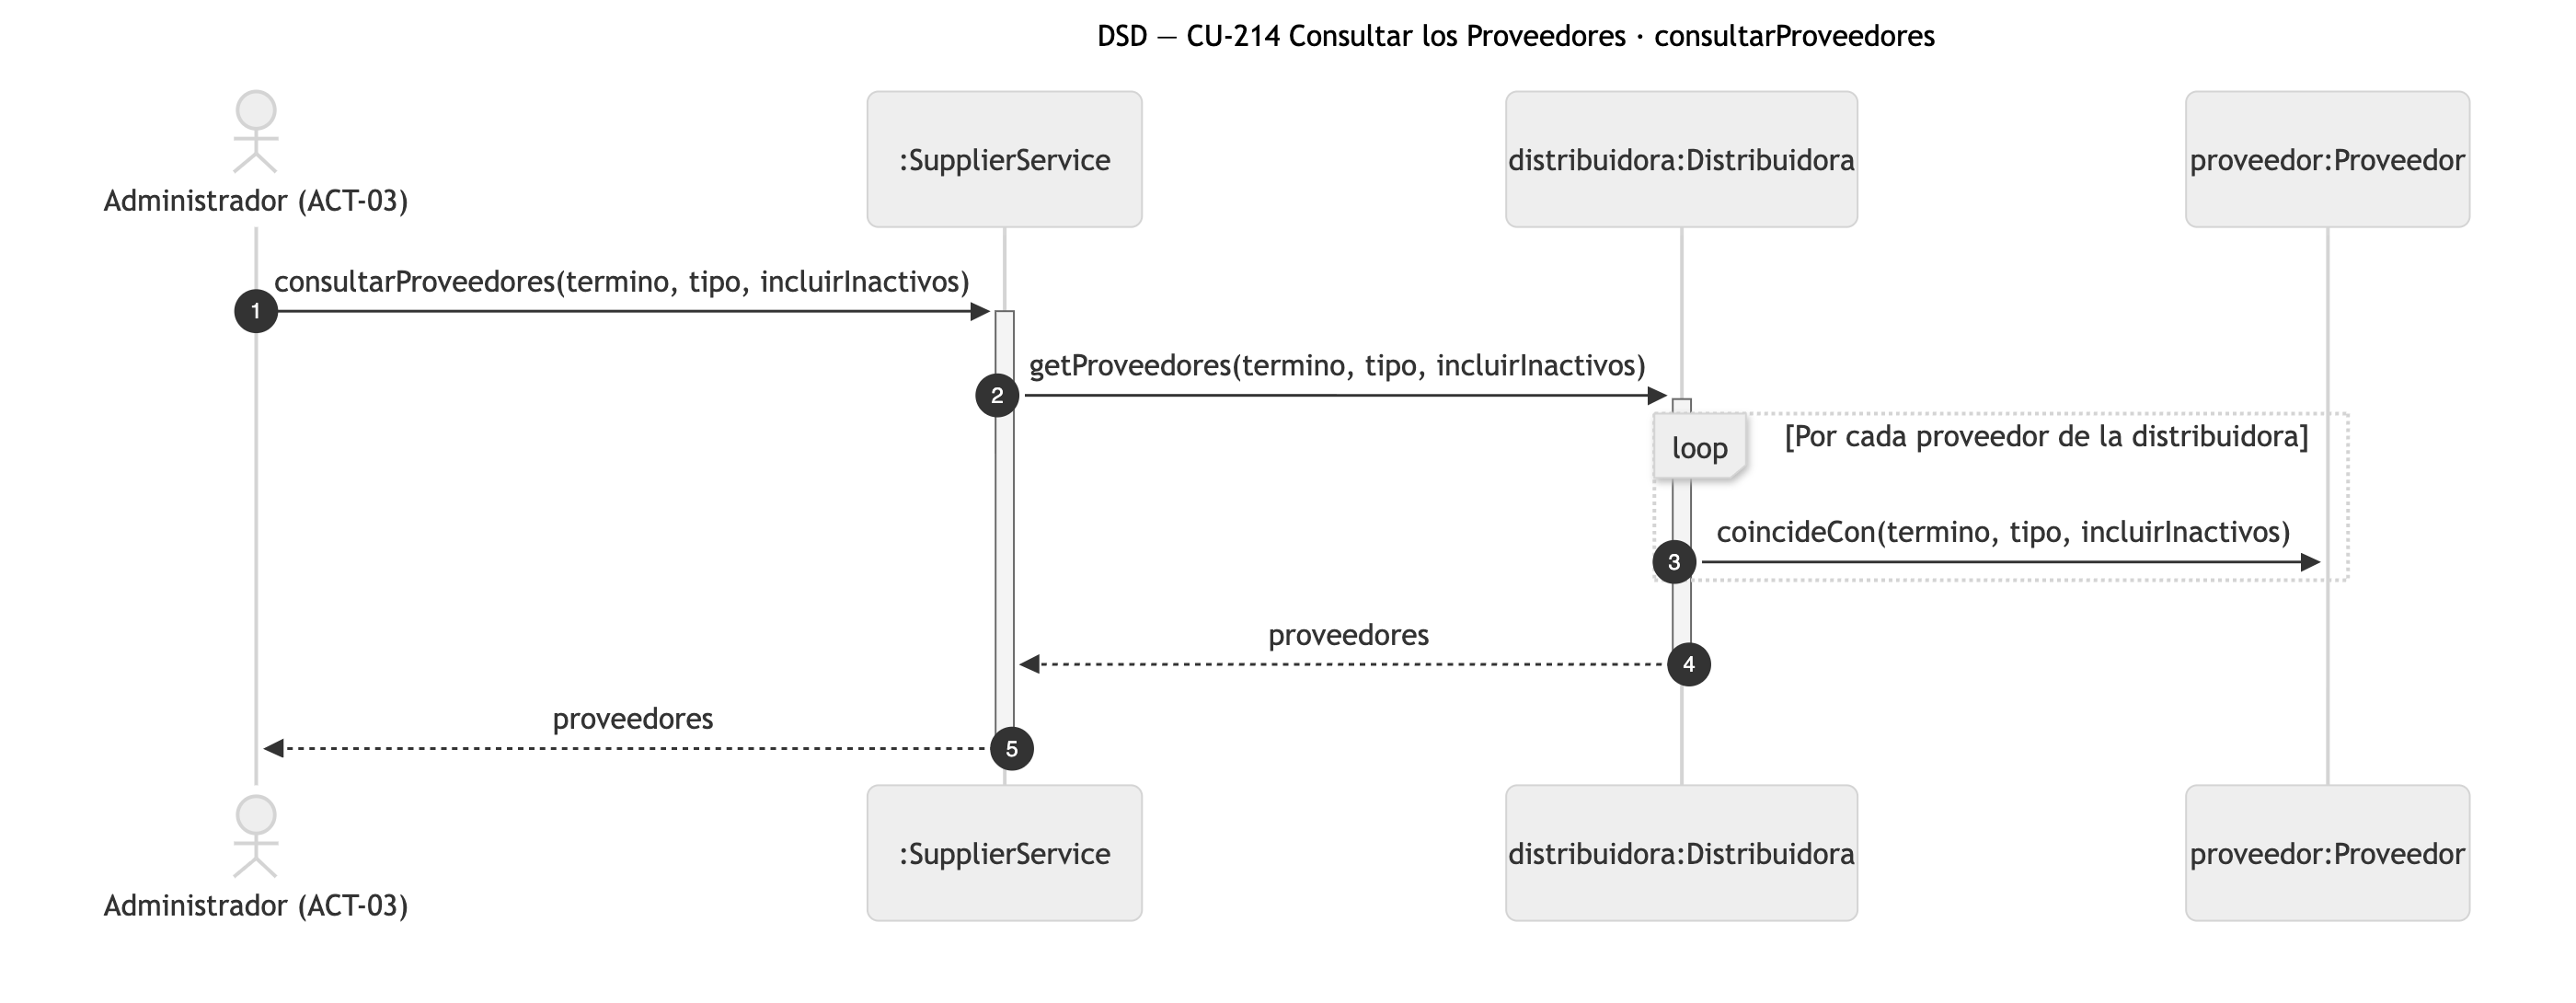 DSD — CU-214 Consultar los Proveedores · consultarProveedores
Administrador (ACT-03)
:SupplierService
distribuidora:Distribuidora
proveedor:Proveedor
consultarProveedores(termino, tipo, incluirInactivos)
1
getProveedores(termino, tipo, incluirInactivos)
2
loop
[Por cada proveedor de la distribuidora]
coincideCon(termino, tipo, incluirInactivos)
3
proveedores
4
proveedores
5
Administrador (ACT-03)
:SupplierService
distribuidora:Distribuidora
proveedor:Proveedor